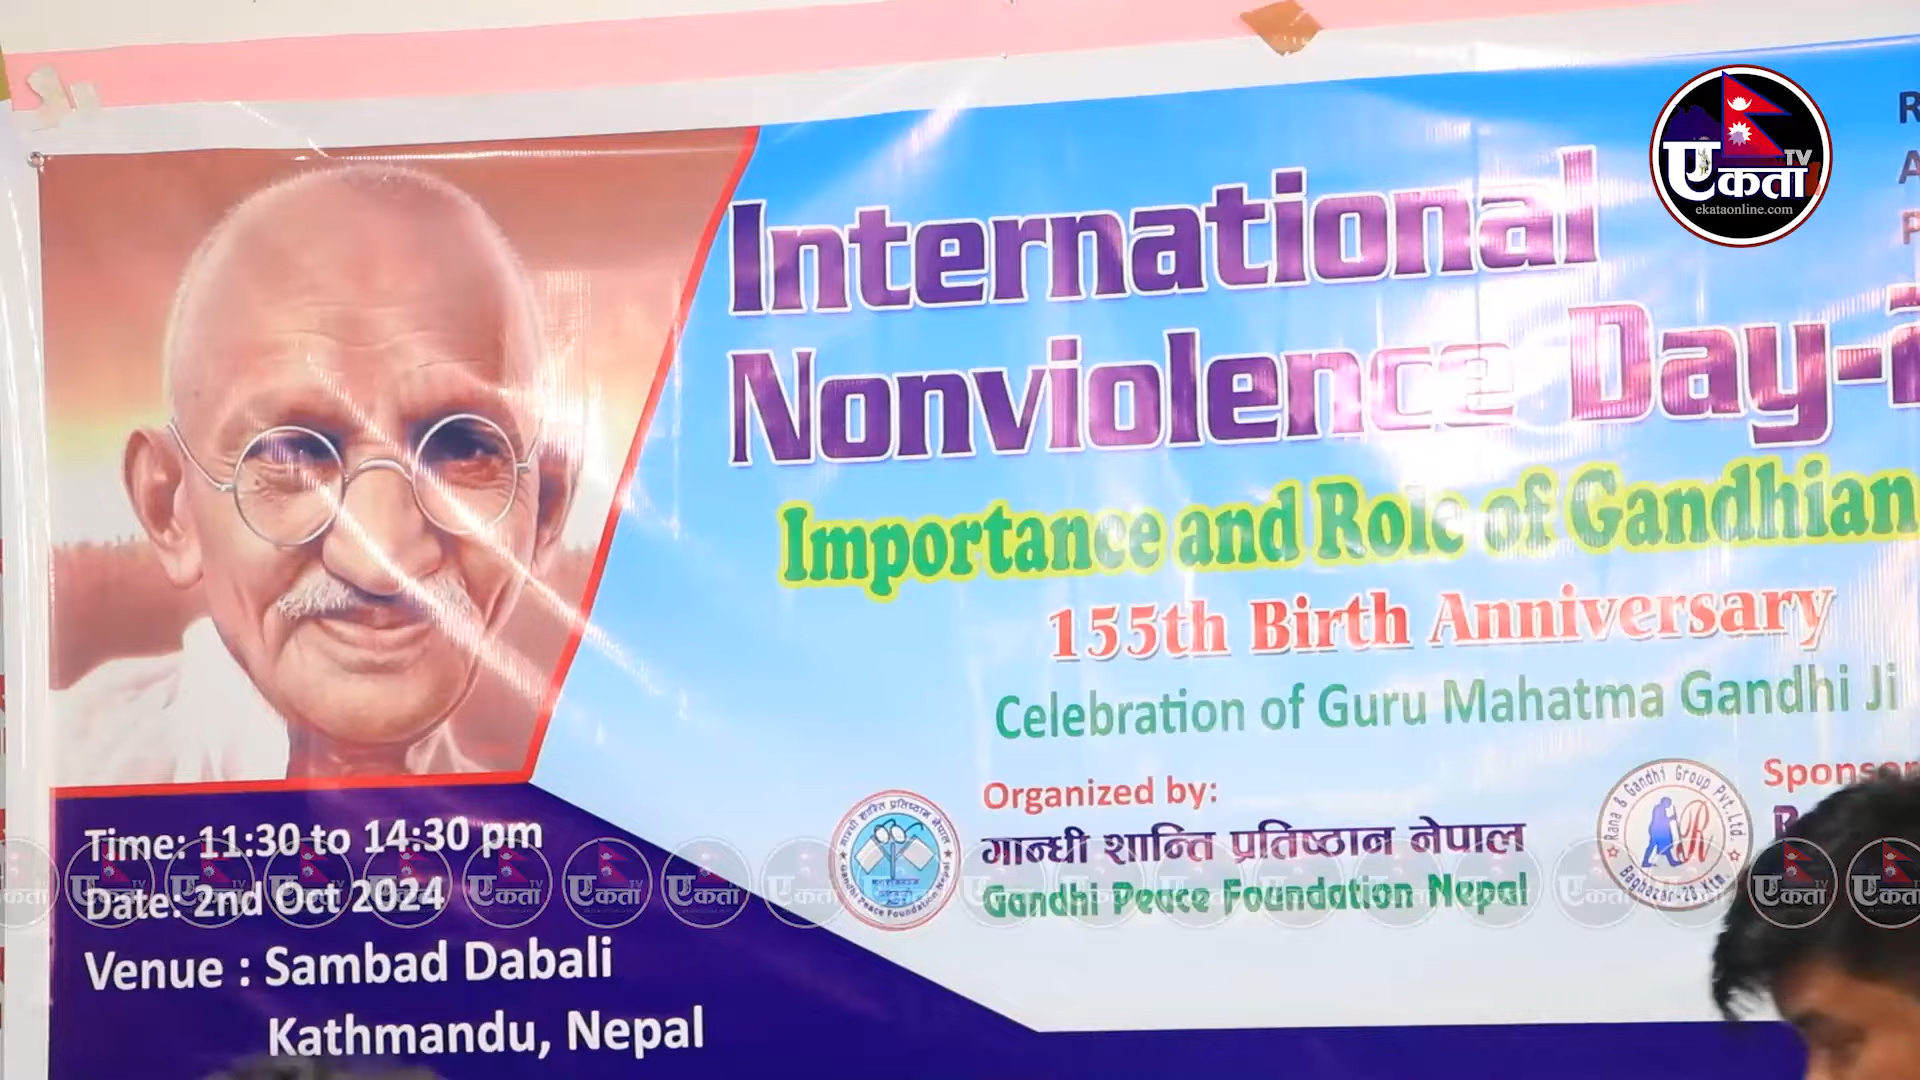 International
Nonviolence Day-
Importance and Role of Gandhian
155th Birth Anniversary
Celebration of Guru Mahatma Gandhi Ji
Organized by:
गान्धी शान्ति प्रतिष्ठान नेपाल
Gandhi Peace Foundation Nepal
Rana & Gandhi Group Pvt. Ltd
Bagbazar-28, Ktm.
Time: 11:30 to 14:30 pm
Date: 2nd Oct 2024
Venue : Sambad Dabali
Kathmandu, Nepal
एकता TV
ekataonline.com